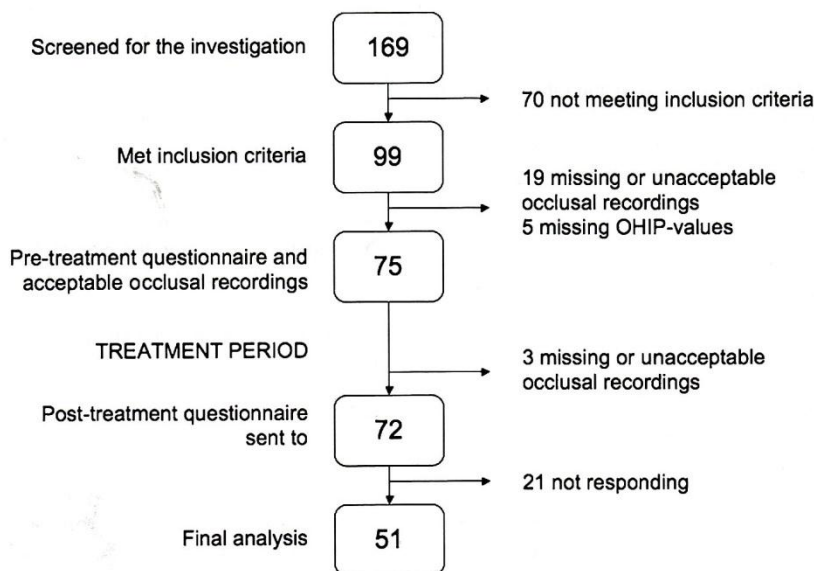 Screened for the investigation
169
70 not meeting inclusion criteria
Met inclusion criteria
99
19 missing or unacceptable
occlusal recordings
5 missing OHIP-values
Pre-treatment questionnaire and
acceptable occlusal recordings
75
TREATMENT PERIOD
3 missing or unacceptable
occlusal recordings
Post-treatment questionnaire
sent to
72
21 not responding
Final analysis
51